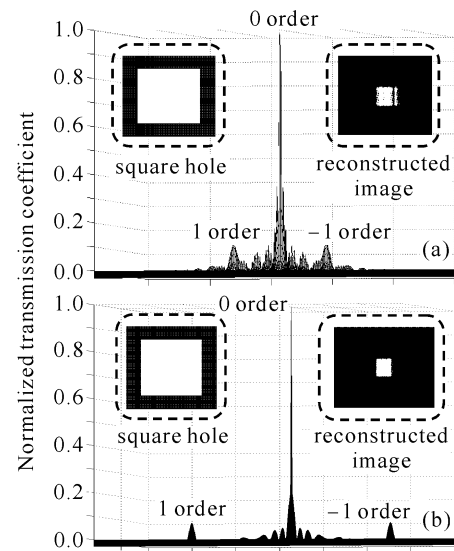 0 order
1.0
0.8
0.6
0.4
0.2
0.0
square hole
reconstructed
image
1 order
−1 order
(a)
Normalized transmission coefficient
0 order
1.0
0.8
0.6
0.4
0.2
0.0
square hole
reconstructed
image
1 order
−1 order
(b)